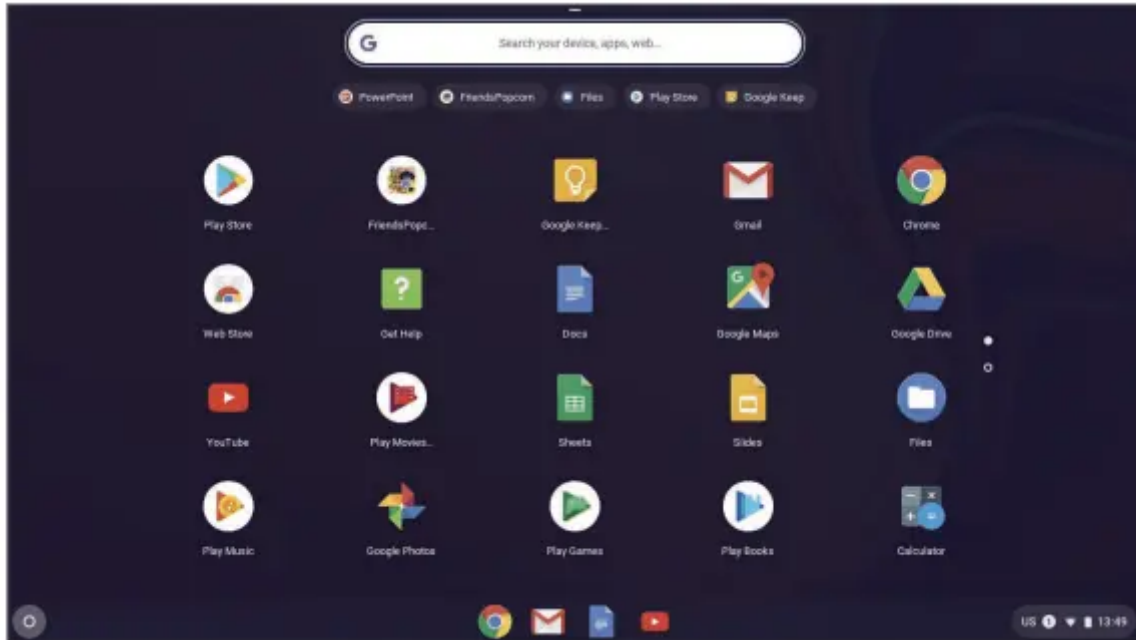 G Search your device, apps, web...
PowerPoint FriendsPopcorn Files Play Store Google Keep
Play Store FriendsPopc... Google Keep... Gmail Chrome
Web Store Get Help Docs Google Maps Google Drive
YouTube Play Movies... Sheets Slides Files
Play Music Google Photos Play Games Play Books Calculator
US 1 13:49